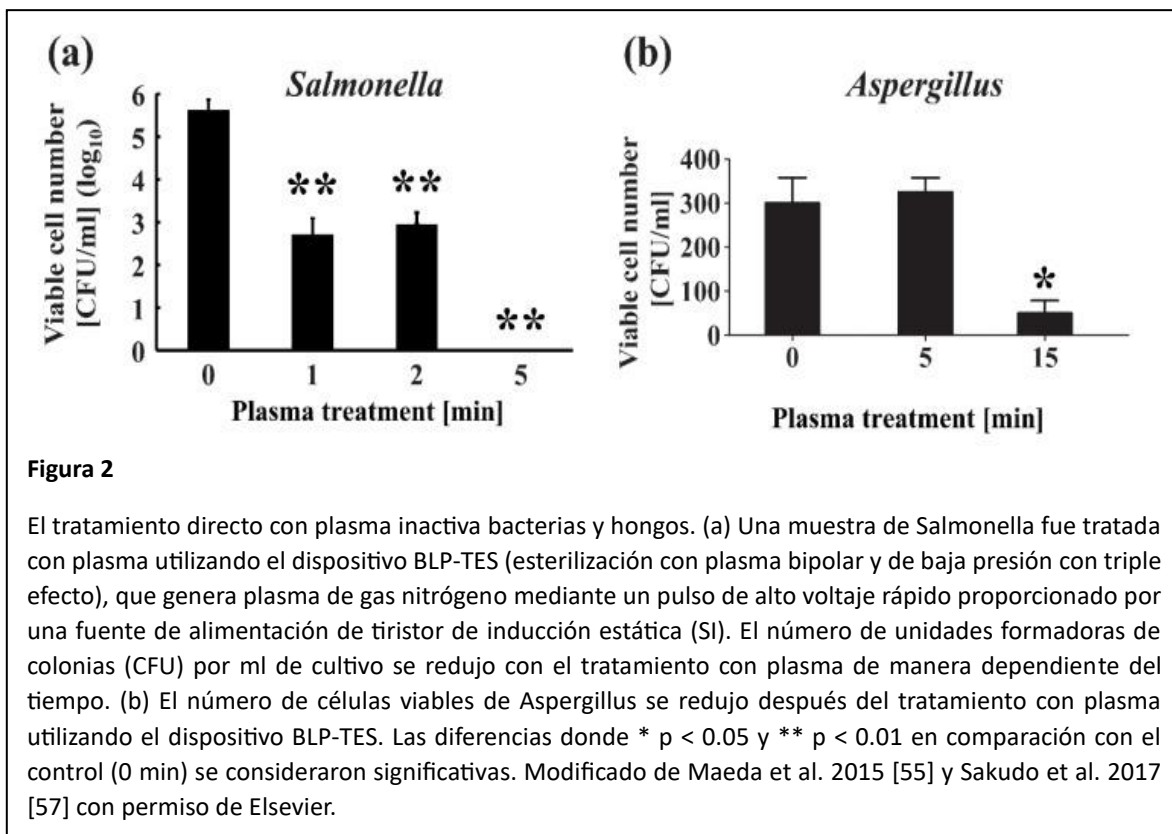 (a)
Salmonella
Viable cell number
[CFU/ml] (log10)
6
5
4
3
2
1
0
**
**
**
0 1 2 5
Plasma treatment [min]
(b)
Aspergillus
Viable cell number
[CFU/ml]
400
300
200
100
0
*
0 5 15
Plasma treatment [min]
Figura 2
El tratamiento directo con plasma inactiva bacterias y hongos. (a) Una muestra de Salmonella fue tratada
con plasma utilizando el dispositivo BLP-TES (esterilización con plasma bipolar y de baja presión con triple
efecto), que genera plasma de gas nitrógeno mediante un pulso de alto voltaje rápido proporcionado por
una fuente de alimentación de tiristor de inducción estática (SI). El número de unidades formadoras de
colonias (CFU) por ml de cultivo se redujo con el tratamiento con plasma de manera dependiente del
tiempo. (b) El número de células viables de Aspergillus se redujo después del tratamiento con plasma
utilizando el dispositivo BLP-TES. Las diferencias donde * p < 0.05 y ** p < 0.01 en comparación con el
control (0 min) se consideraron significativas. Modificado de Maeda et al. 2015 [55] y Sakudo et al. 2017
[57] con permiso de Elsevier.